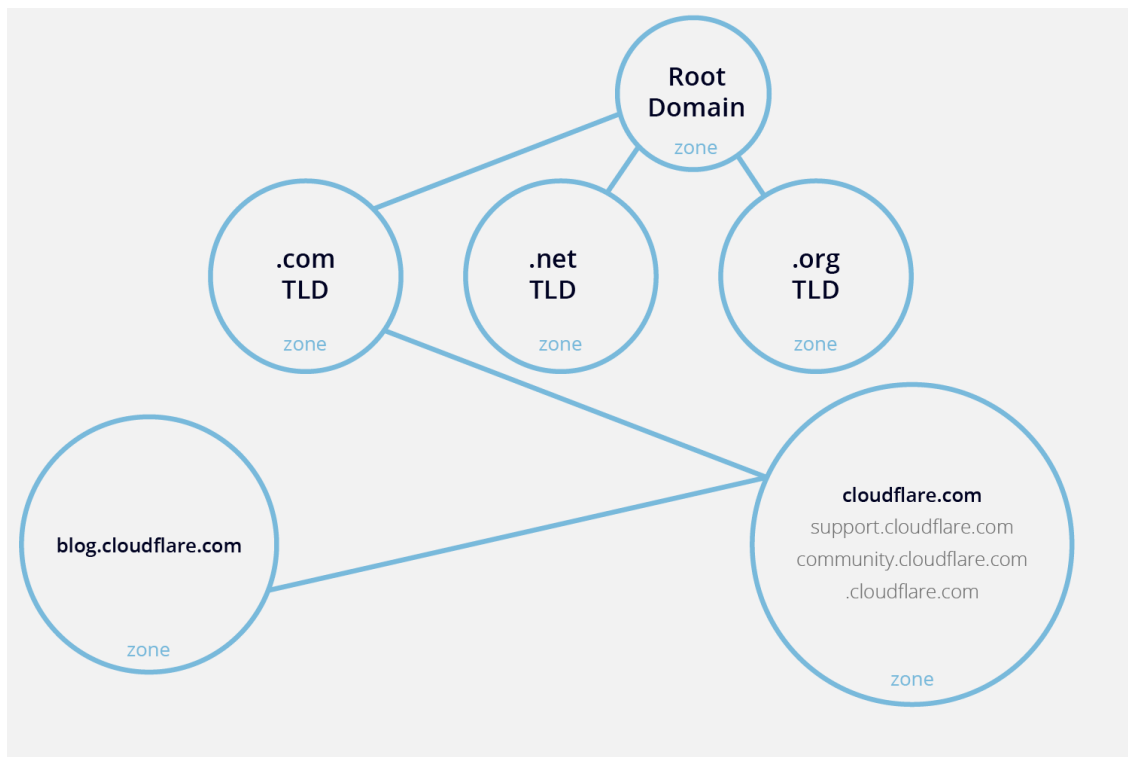 Root
Domain
zone
.com
TLD
zone
.net
TLD
zone
.org
TLD
zone
blog.cloudflare.com
zone
cloudflare.com
support.cloudflare.com
community.cloudflare.com
.cloudflare.com
zone